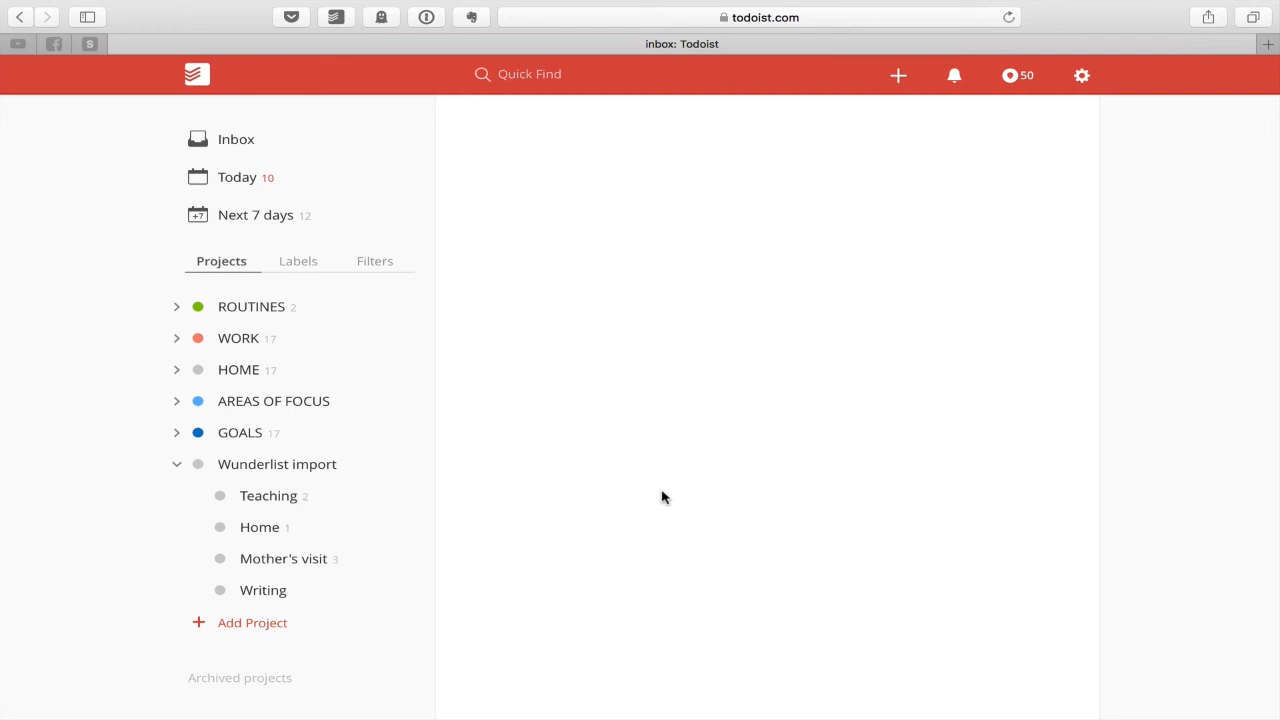 todoist.com
S
inbox: Todoist
Quick Find
50
Inbox
Today 10
+7 Next 7 days 12
Projects Labels Filters
ROUTINES 2
WORK 17
HOME 17
AREAS OF FOCUS
GOALS 17
Wunderlist import
Teaching 2
Home 1
Mother's visit 3
Writing
+ Add Project
Archived projects